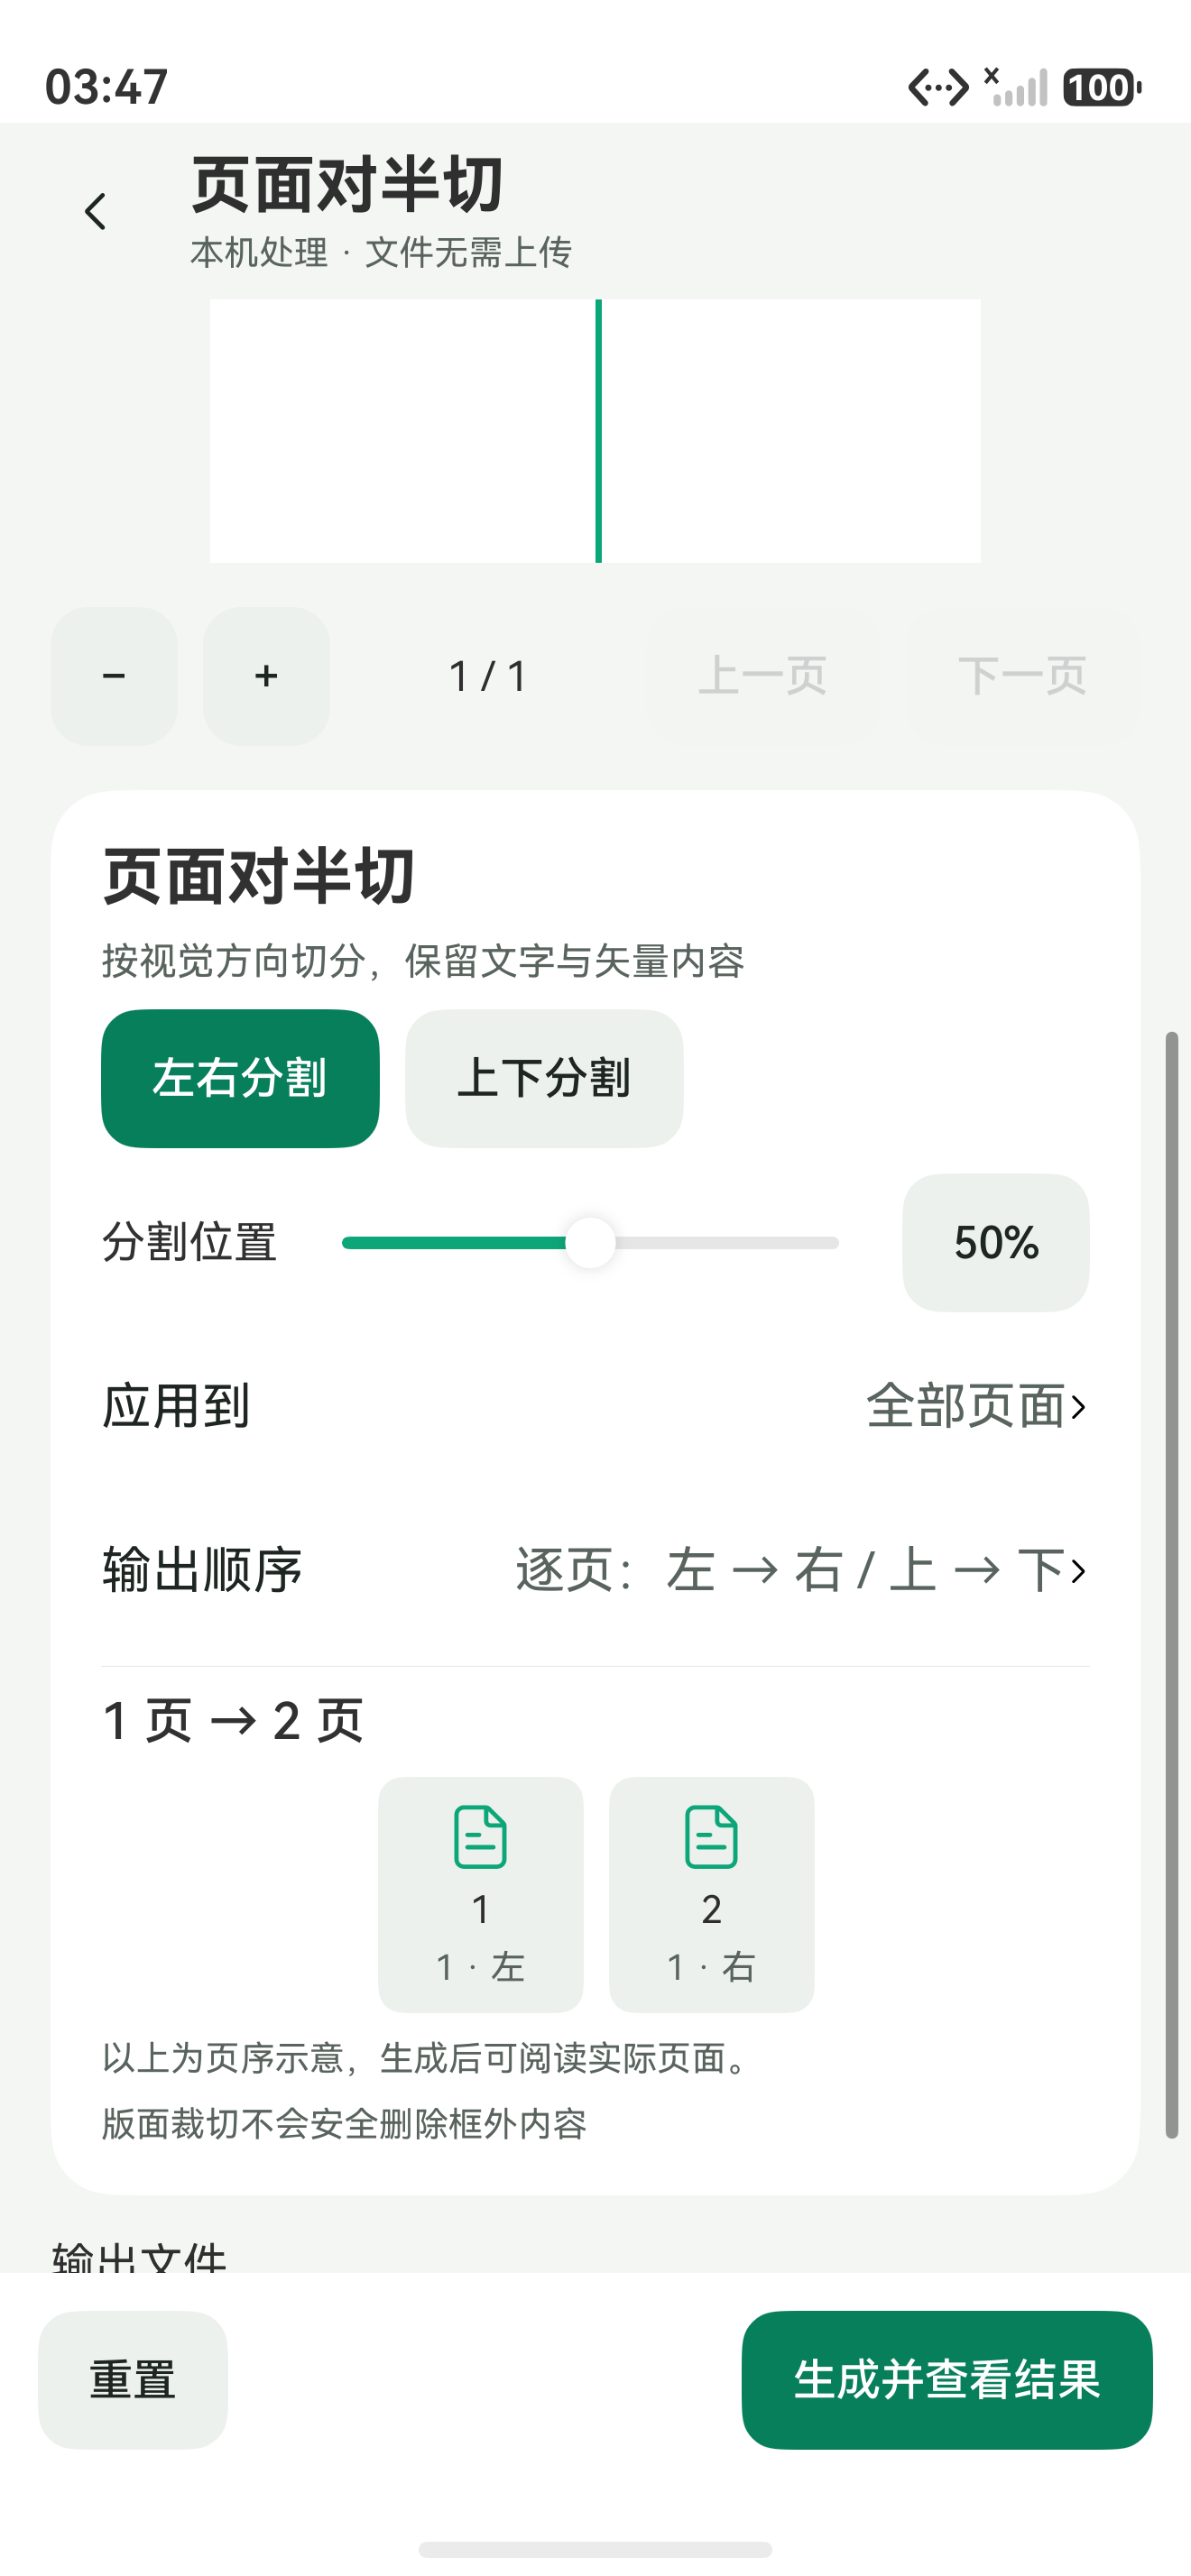 03:47
100
页面对半切
本机处理 · 文件无需上传
− + 1 / 1 上一页 下一页
页面对半切
按视觉方向切分，保留文字与矢量内容
左右分割 上下分割
分割位置 50%
应用到 全部页面
输出顺序 逐页：左 → 右 / 上 → 下
1 页 → 2 页
1 2
1 · 左 1 · 右
以上为页序示意，生成后可阅读实际页面。
版面裁切不会安全删除框外内容
输出文件
重置 生成并查看结果